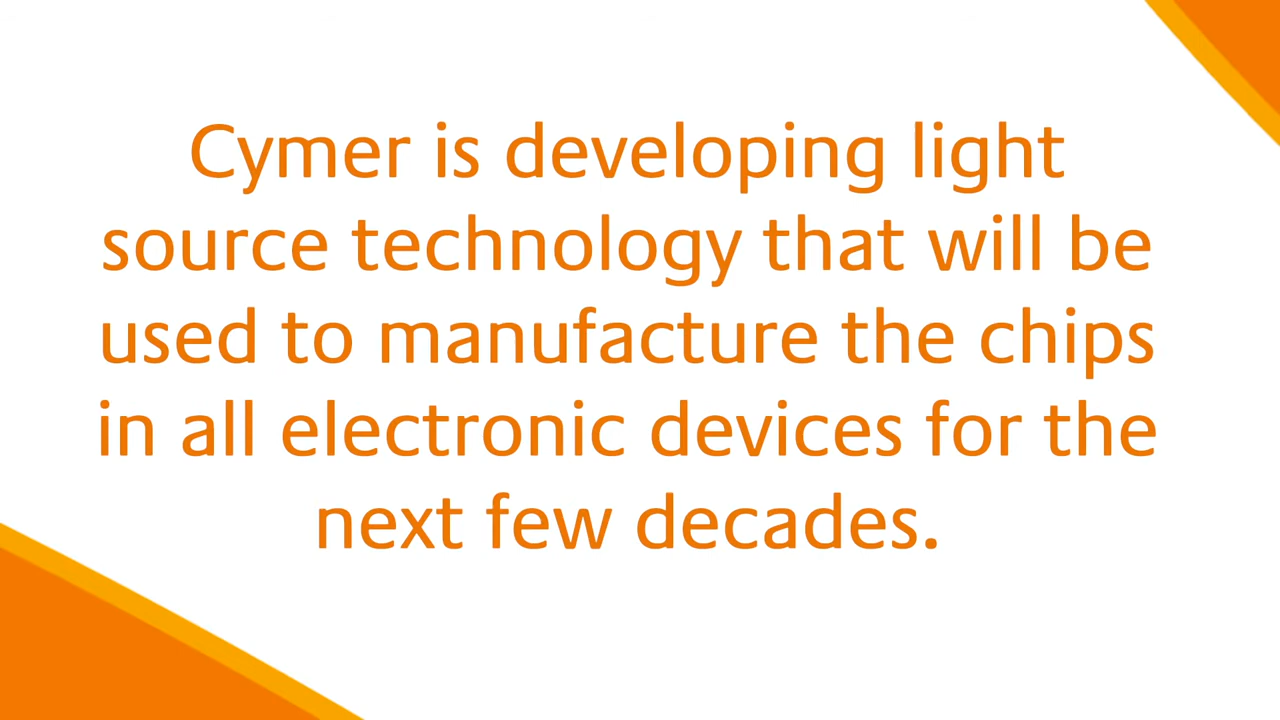 Cymer is developing light
source technology that will be
used to manufacture the chips
in all electronic devices for the
next few decades.